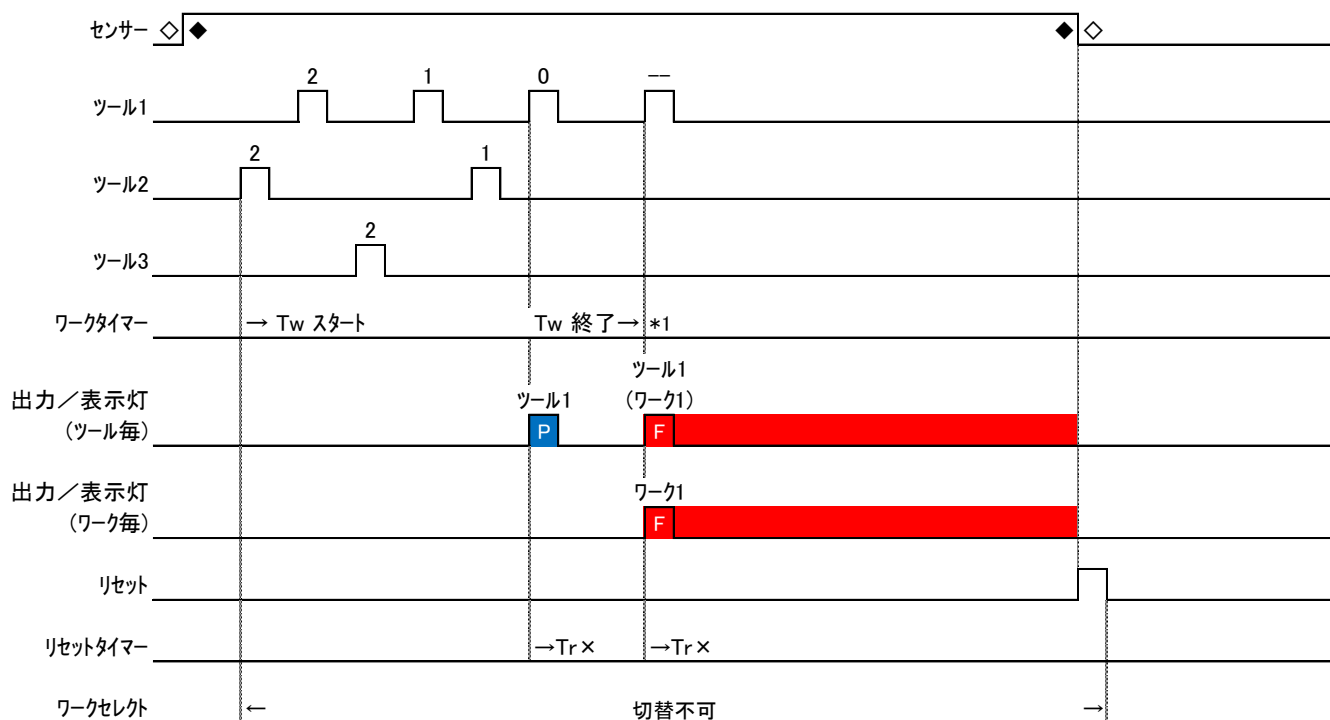 センサー ◇ ◆ ◆ ◇
2 1 0 --
ツール1
2 1
ツール2
2
ツール3
ワークタイマー → Tw スタート Tw 終了→ *1
ツール1
出力／表示灯 ツール1 (ワーク1)
(ツール毎) P F
出力／表示灯 ワーク1
(ワーク毎) F
リセット
リセットタイマー →Tr× →Tr×
ワークセレクト ← 切替不可 →